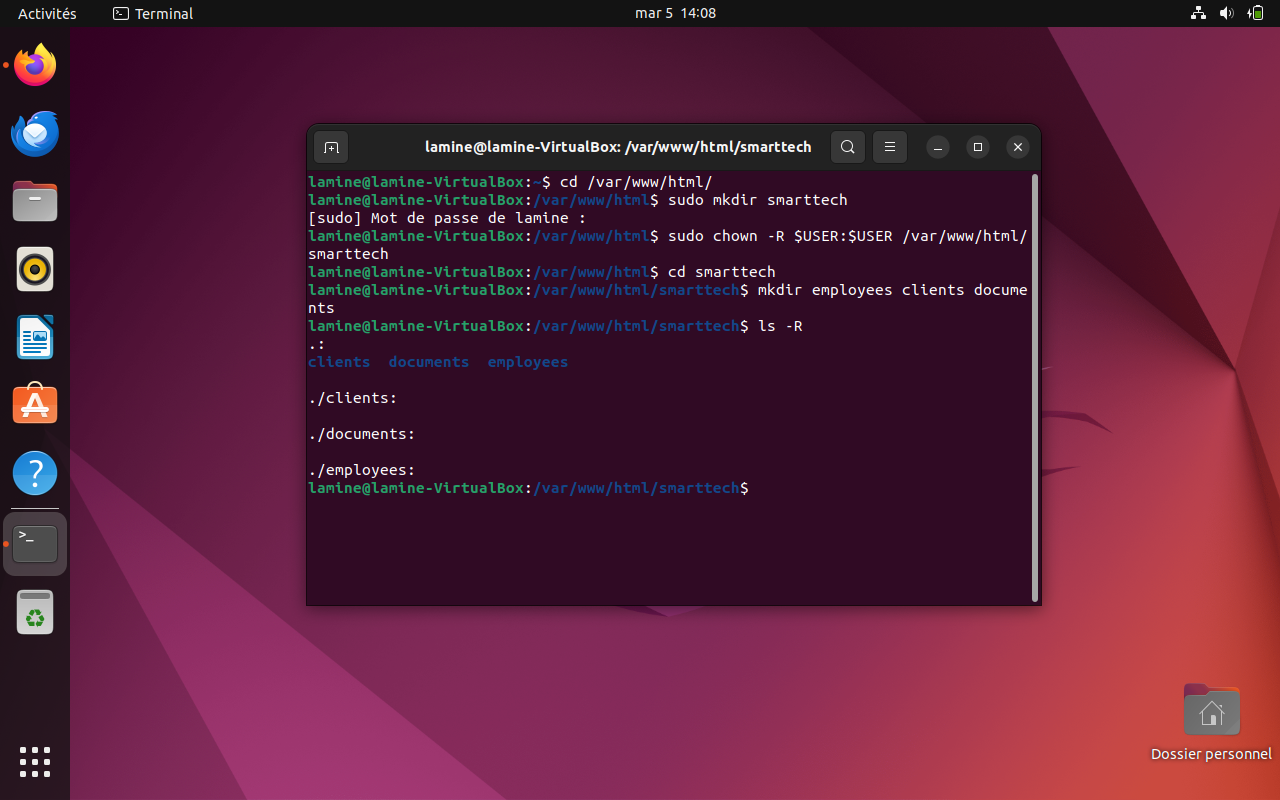 Activités
Terminal
mar 5 14:08
lamine@lamine-VirtualBox: /var/www/html/smarttech
lamine@lamine-VirtualBox:~$ cd /var/www/html/
lamine@lamine-VirtualBox:/var/www/html$ sudo mkdir smarttech
[sudo] Mot de passe de lamine :
lamine@lamine-VirtualBox:/var/www/html$ sudo chown -R $USER:$USER /var/www/html/
smarttech
lamine@lamine-VirtualBox:/var/www/html$ cd smarttech
lamine@lamine-VirtualBox:/var/www/html/smarttech$ mkdir employees clients docume
nts
lamine@lamine-VirtualBox:/var/www/html/smarttech$ ls -R
.:
clients  documents  employees
./clients:
./documents:
./employees:
lamine@lamine-VirtualBox:/var/www/html/smarttech$
Dossier personnel